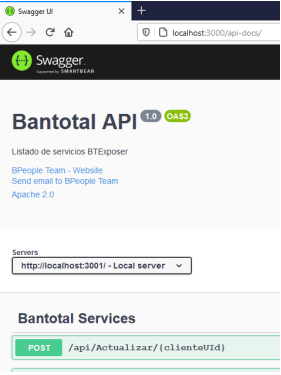 Swagger UI
localhost:3000/api-docs/
Swagger.
Supported by SMARTBEAR
Bantotal API 1.0 OAS3
Listado de servicios BTExposer
BPeople Team - Website
Send email to BPeople Team
Apache 2.0
Servers
http://localhost:3001/ - Local server
Bantotal Services
POST /api/Actualizar/{clienteUId}